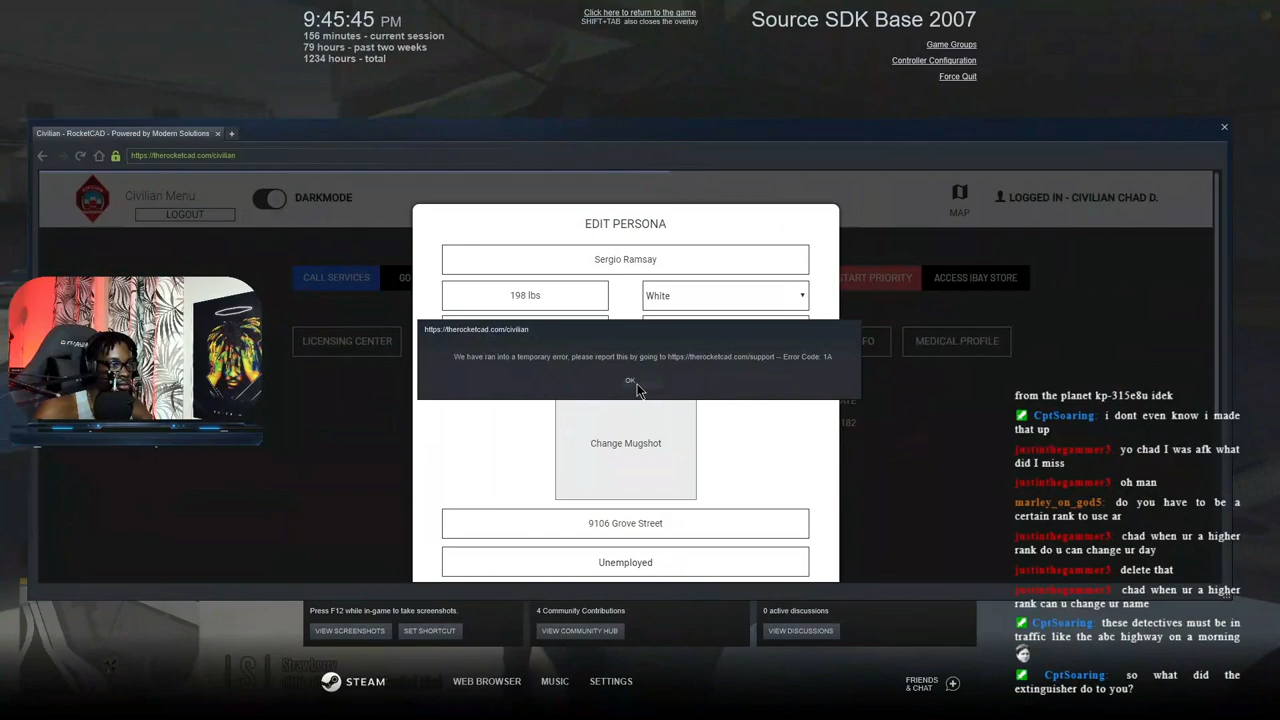 9:45:45 PM
156 minutes - current session
79 hours - past two weeks
1234 hours - total
Click here to return to the game
SHIFT+TAB also closes the overlay
Source SDK Base 2007
Game Groups
Controller Configuration
Force Quit
Civilian - RocketCAD - Powered by Modern Solutions
https://therocketcad.com/civilian
Civilian Menu
LOGOUT
DARKMODE
MAP
LOGGED IN - CIVILIAN CHAD D.
EDIT PERSONA
Sergio Ramsay
CALL SERVICES
GO
START PRIORITY
ACCESS IBAY STORE
198 lbs
White
https://therocketcad.com/civilian
LICENSING CENTER
FO
MEDICAL PROFILE
We have ran into a temporary error, please report this by going to https://therocketcad.com/support -- Error Code: 1A
OK
182
Change Mugshot
9106 Grove Street
Unemployed
from the planet kp-315e8u idek
CptSoaring: i dont even know i made
that up
justinthegammer3: yo chad I was afk what
did I miss
justinthegammer3: oh man
marley_on_god5: do you have to be a
certain rank to use ar
justinthegammer3: chad when ur a higher
rank do u can change ur day
justinthegammer3: delete that
justinthegammer3: chad when ur a higher
rank can u change ur name
CptSoaring: these detectives must be in
traffic like the abc highway on a morning
CptSoaring: so what did the
extinguisher do to you?
Press F12 while in-game to take screenshots.
VIEW SCREENSHOTS
SET SHORTCUT
4 Community Contributions
VIEW COMMUNITY HUB
0 active discussions
VIEW DISCUSSIONS
Strawberry
STEAM
WEB BROWSER
MUSIC
SETTINGS
FRIENDS
& CHAT